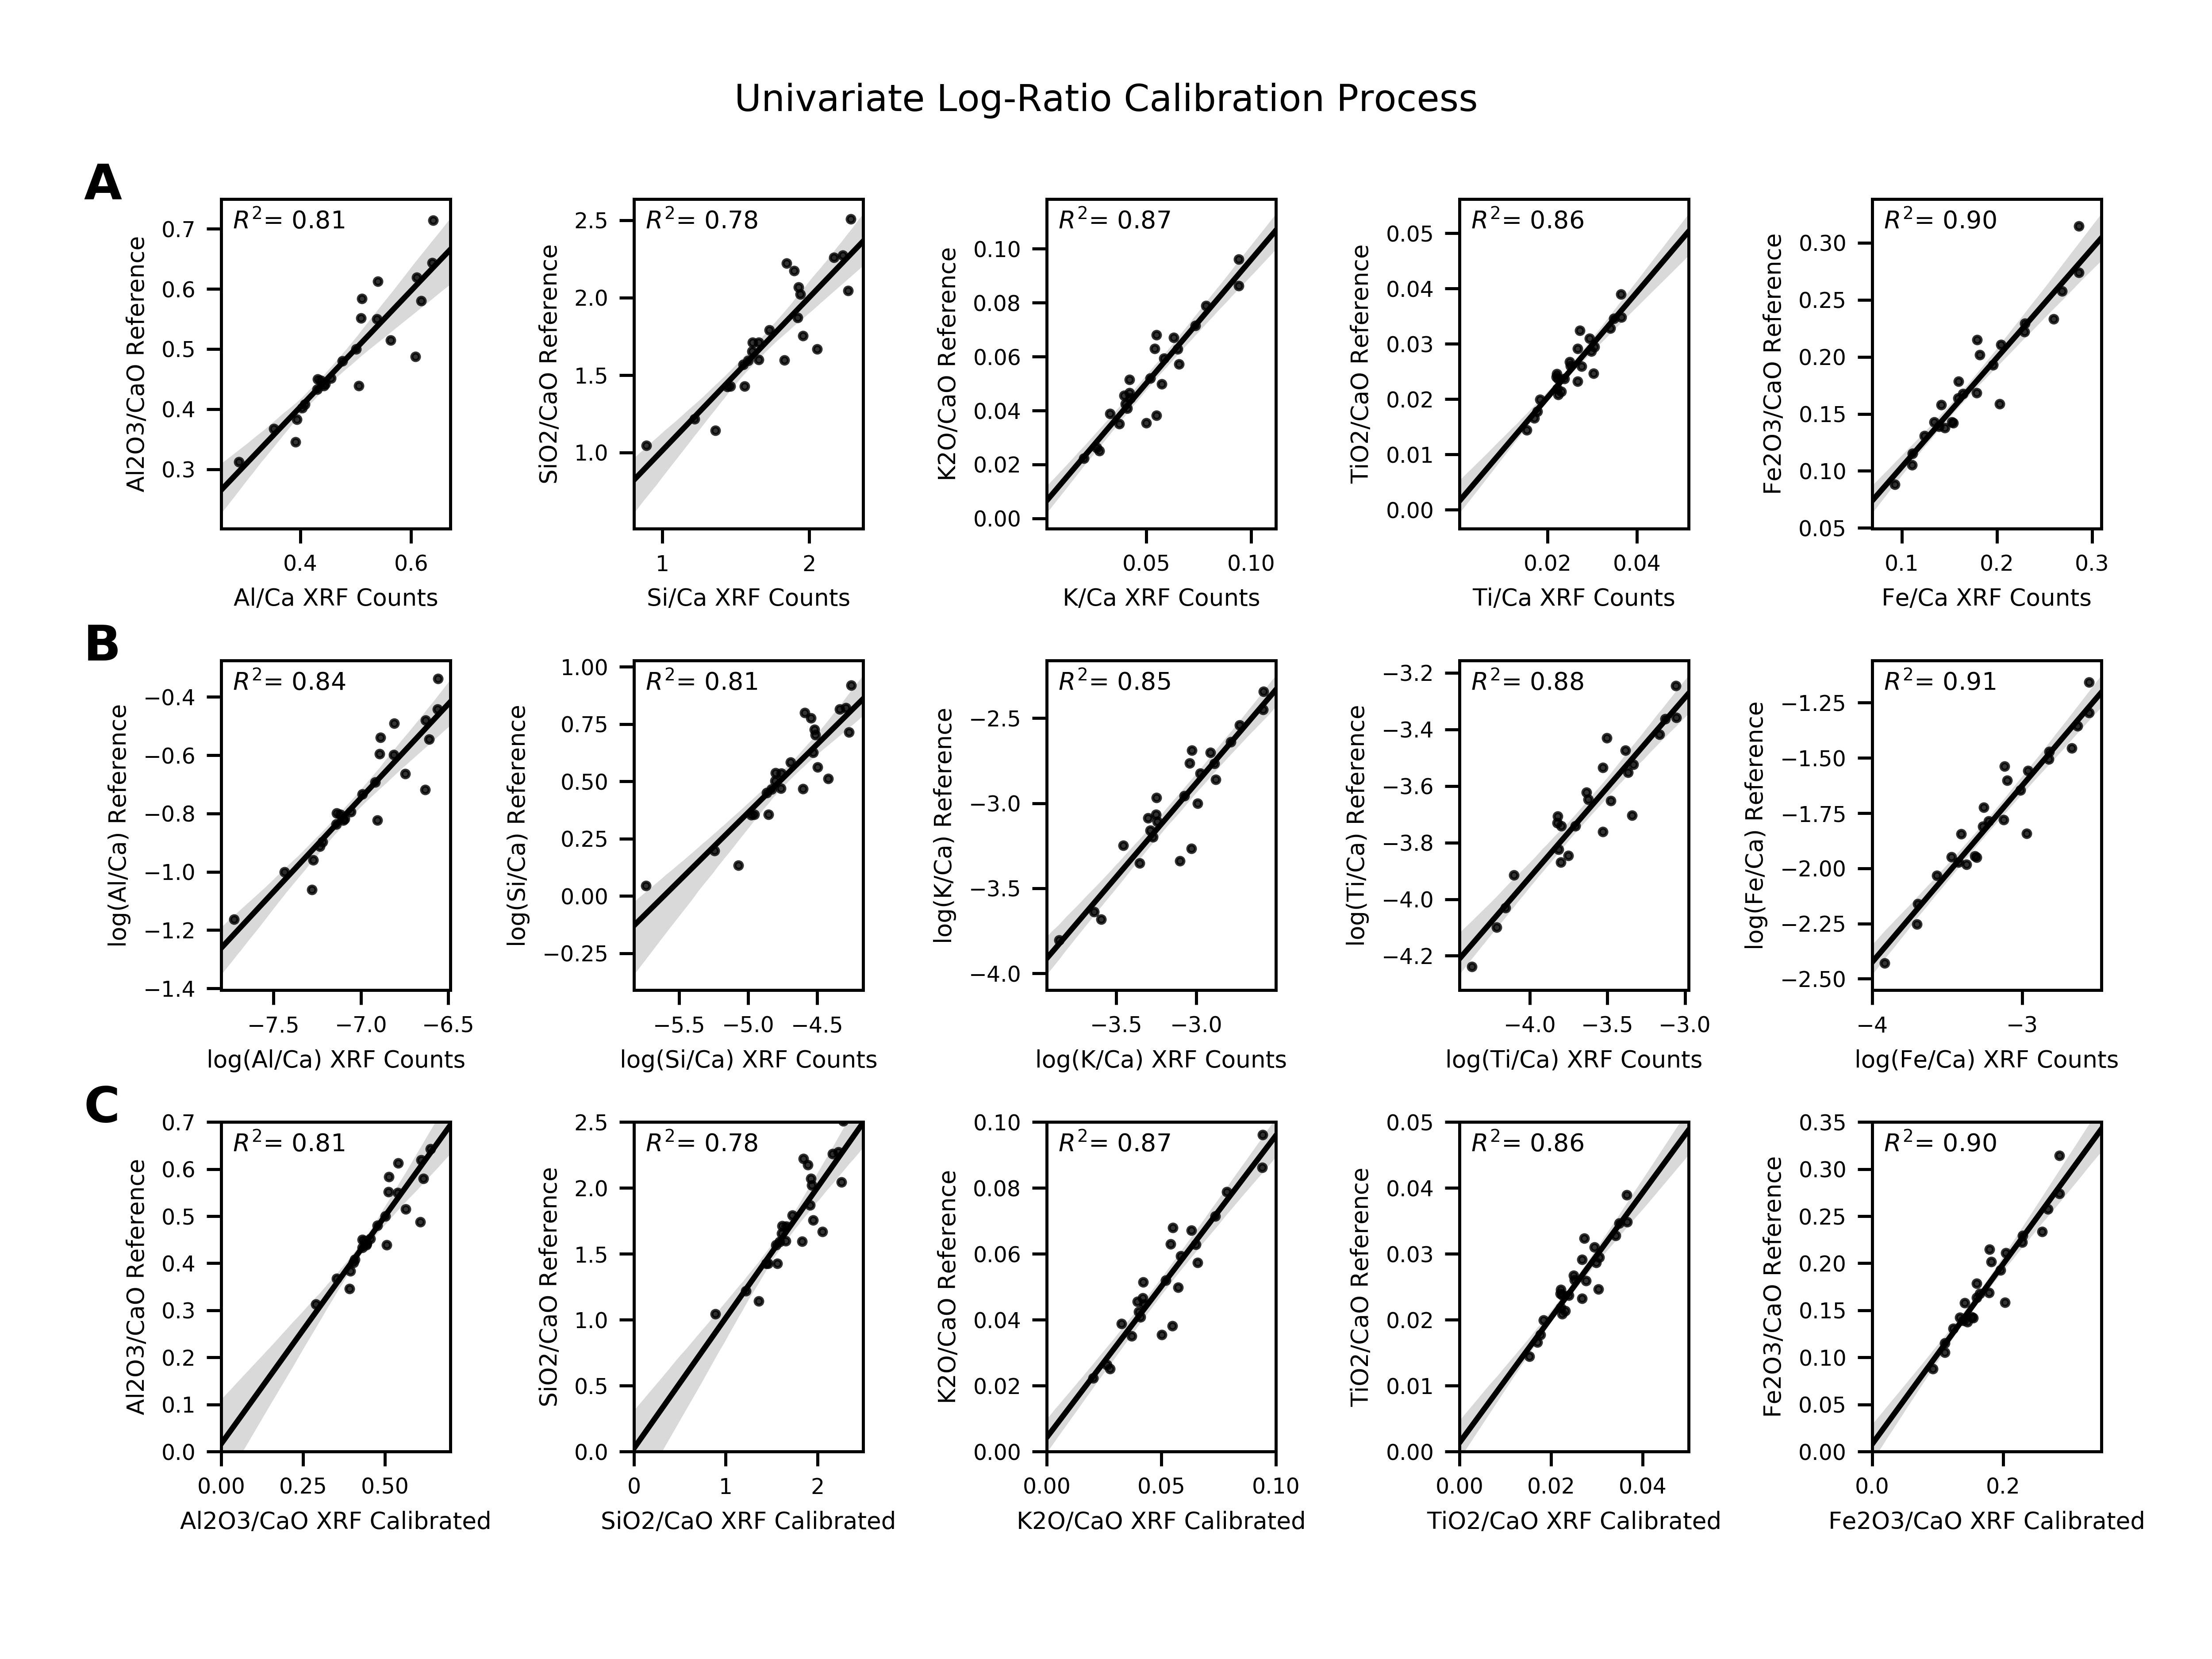 Univariate Log-Ratio Calibration Process
A
R²= 0.81
0.7
0.6
0.5
0.4
0.3
Al2O3/CaO Reference
0.4 0.6
Al/Ca XRF Counts
R²= 0.78
2.5
2.0
1.5
1.0
SiO2/CaO Reference
1 2
Si/Ca XRF Counts
R²= 0.87
0.10
0.08
0.06
0.04
0.02
0.00
K2O/CaO Reference
0.05 0.10
K/Ca XRF Counts
R²= 0.86
0.05
0.04
0.03
0.02
0.01
0.00
TiO2/CaO Reference
0.02 0.04
Ti/Ca XRF Counts
R²= 0.90
0.30
0.25
0.20
0.15
0.10
0.05
Fe2O3/CaO Reference
0.1 0.2 0.3
Fe/Ca XRF Counts
B
R²= 0.84
−0.4
−0.6
−0.8
−1.0
−1.2
−1.4
log(Al/Ca) Reference
−7.5 −7.0 −6.5
log(Al/Ca) XRF Counts
R²= 0.81
1.00
0.75
0.50
0.25
0.00
−0.25
log(Si/Ca) Reference
−5.5 −5.0 −4.5
log(Si/Ca) XRF Counts
R²= 0.85
−2.5
−3.0
−3.5
−4.0
log(K/Ca) Reference
−3.5 −3.0
log(K/Ca) XRF Counts
R²= 0.88
−3.2
−3.4
−3.6
−3.8
−4.0
−4.2
log(Ti/Ca) Reference
−4.0 −3.5 −3.0
log(Ti/Ca) XRF Counts
R²= 0.91
−1.25
−1.50
−1.75
−2.00
−2.25
−2.50
log(Fe/Ca) Reference
−4 −3
log(Fe/Ca) XRF Counts
C
R²= 0.81
0.7
0.6
0.5
0.4
0.3
0.2
0.1
0.0
Al2O3/CaO Reference
0.00 0.25 0.50
Al2O3/CaO XRF Calibrated
R²= 0.78
2.5
2.0
1.5
1.0
0.5
0.0
SiO2/CaO Reference
0 1 2
SiO2/CaO XRF Calibrated
R²= 0.87
0.10
0.08
0.06
0.04
0.02
0.00
K2O/CaO Reference
0.00 0.05 0.10
K2O/CaO XRF Calibrated
R²= 0.86
0.05
0.04
0.03
0.02
0.01
0.00
TiO2/CaO Reference
0.00 0.02 0.04
TiO2/CaO XRF Calibrated
R²= 0.90
0.35
0.30
0.25
0.20
0.15
0.10
0.05
0.00
Fe2O3/CaO Reference
0.0 0.2
Fe2O3/CaO XRF Calibrated